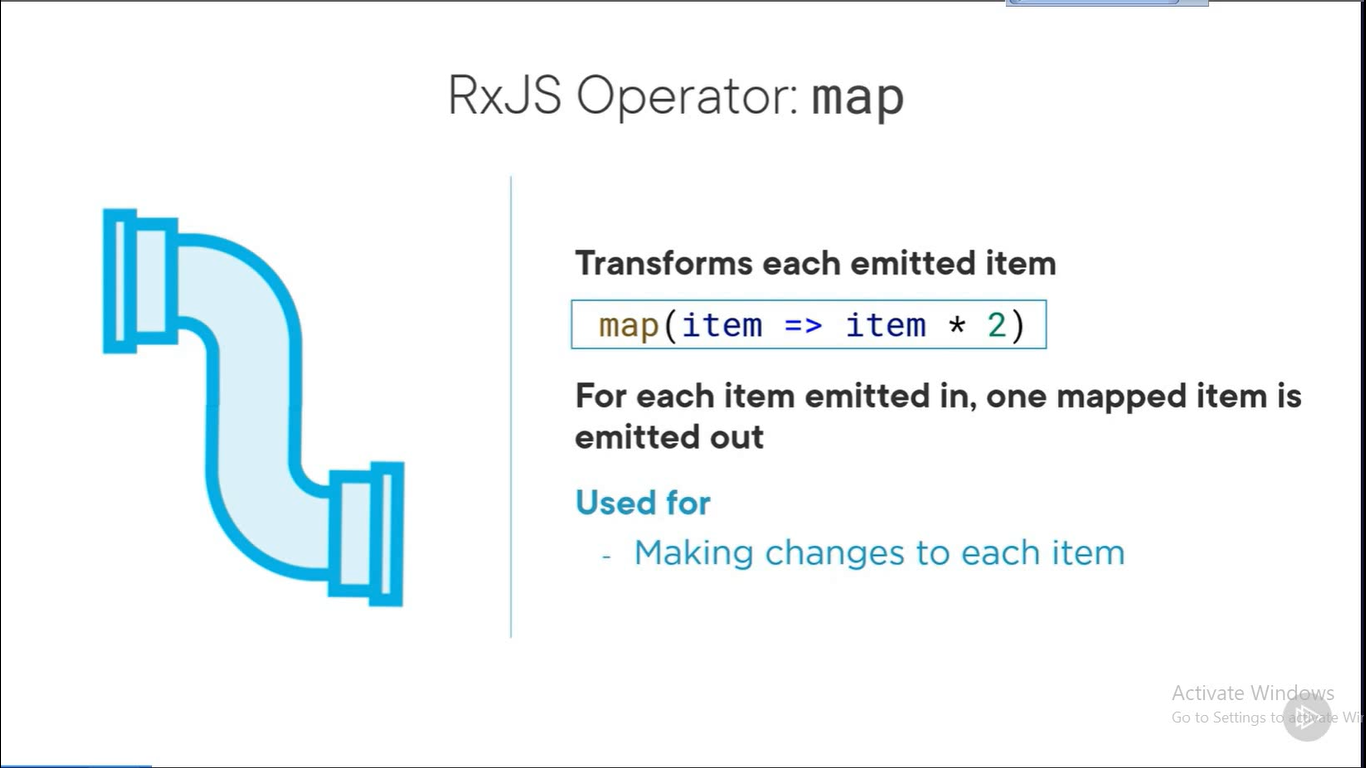 RxJS Operator: map
Transforms each emitted item
map(item => item * 2)
For each item emitted in, one mapped item is
emitted out
Used for
- Making changes to each item
Activate Windows
Go to Settings to activate